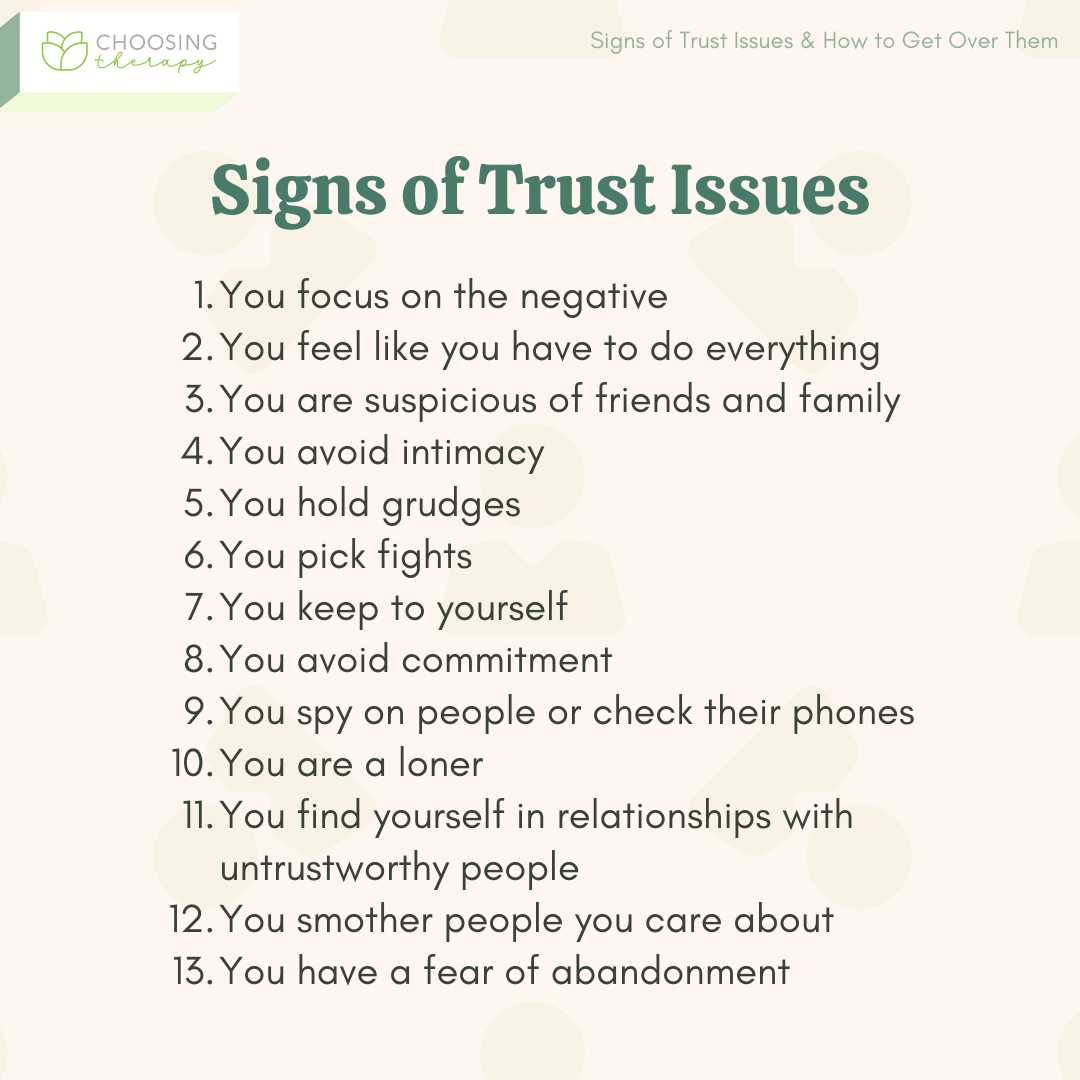 CHOOSING
therapy
Signs of Trust Issues & How to Get Over Them
Signs of Trust Issues
1. You focus on the negative
2. You feel like you have to do everything
3. You are suspicious of friends and family
4. You avoid intimacy
5. You hold grudges
6. You pick fights
7. You keep to yourself
8. You avoid commitment
9. You spy on people or check their phones
10. You are a loner
11. You find yourself in relationships with
untrustworthy people
12. You smother people you care about
13. You have a fear of abandonment